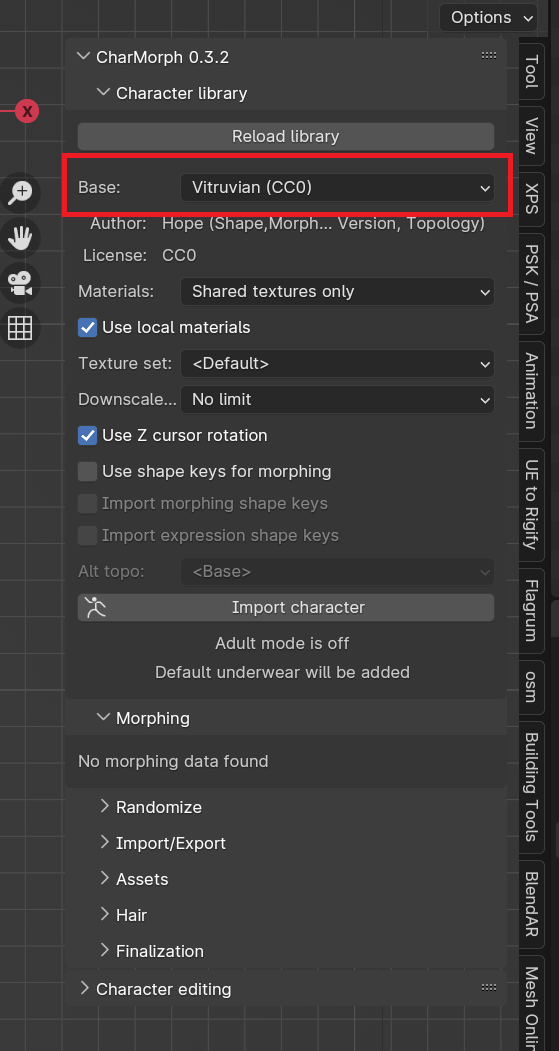 Options
CharMorph 0.3.2
Character library
Reload library
Base: Vitruvian (CC0)
Author: Hope (Shape,Morph... Version, Topology)
License: CC0
Materials: Shared textures only
Use local materials
Texture set: <Default>
Downscale... No limit
Use Z cursor rotation
Use shape keys for morphing
Import morphing shape keys
Import expression shape keys
Alt topo: <Base>
Import character
Adult mode is off
Default underwear will be added
Morphing
No morphing data found
Randomize
Import/Export
Assets
Hair
Finalization
Character editing
X
Tool
View
XPS
PSK / PSA
Animation
UE to Rigify
Flagrum
osm
Building Tools
BlendAR
Mesh Onlin